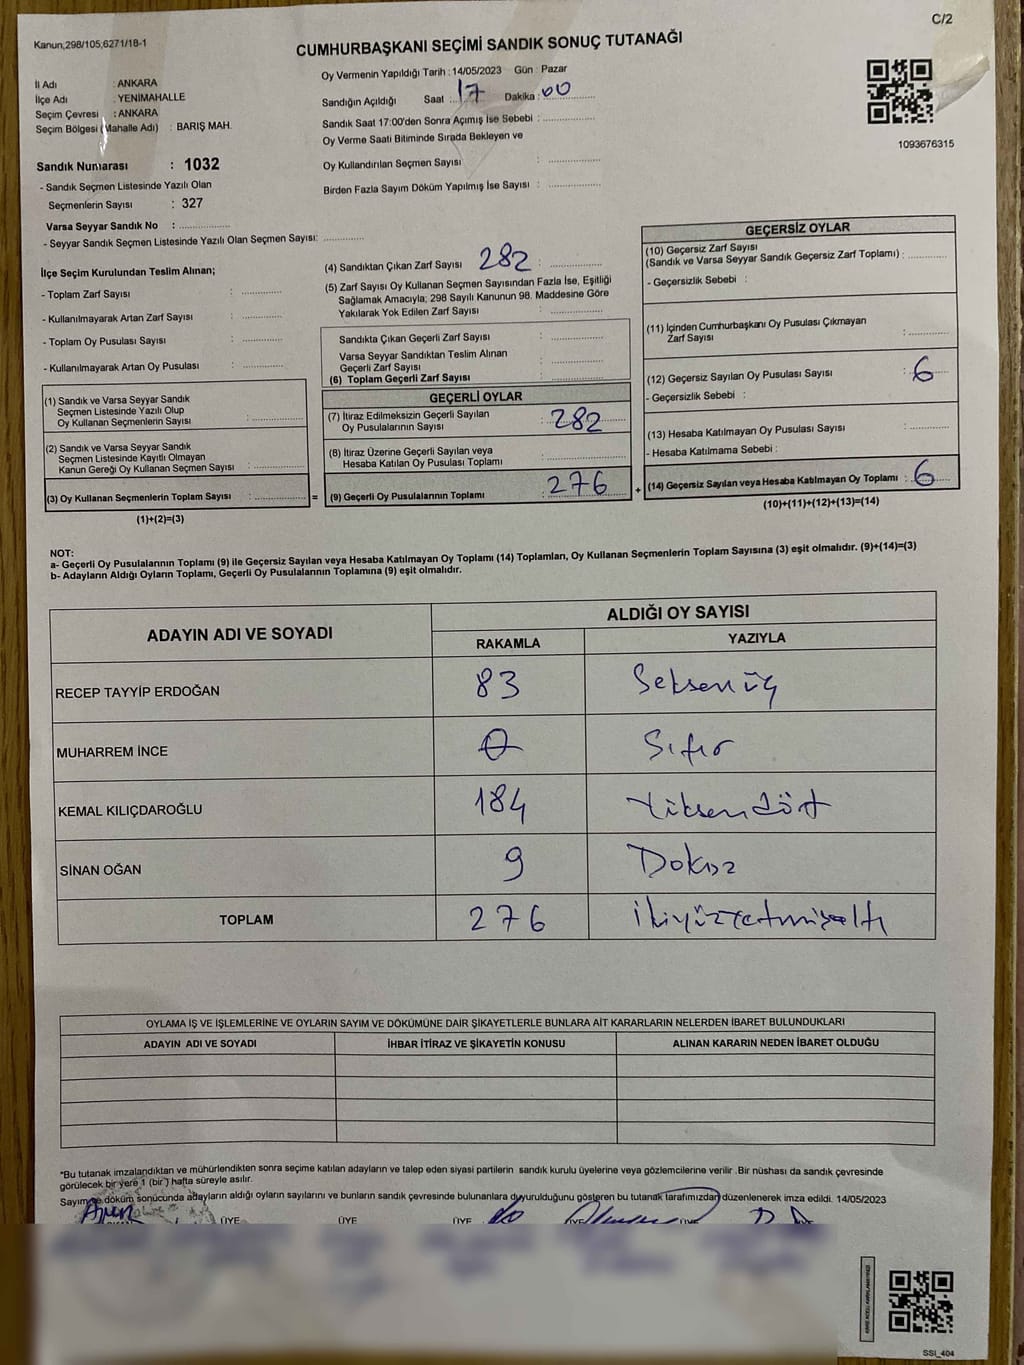 C/2
Kanun;298/105,6271/18-1
CUMHURBAŞKANI SEÇİMİ SANDIK SONUÇ TUTANAĞI
İl Adı : ANKARA
İlçe Adı : YENİMAHALLE
Seçim Çevresi : ANKARA
Seçim Bölgesi (Mahalle Adı) : BARIŞ MAH.
Sandık Numarası : 1032
- Sandık Seçmen Listesinde Yazılı Olan
Seçmenlerin Sayısı : 327
Varsa Seyyar Sandık No : ..................
- Seyyar Sandık Seçmen Listesinde Yazılı Olan Seçmen Sayısı: ..............
Oy Vermenin Yapıldığı Tarih : 14/05/2023 Gün : Pazar
Sandığın Açıldığı Saat : 17 Dakika : 00
Sandık Saat 17:00'den Sonra Açımış İse Sebebi : ..................
Oy Verme Saati Bitiminde Sırada Bekleyen ve
Oy Kullandırılan Seçmen Sayısı : ..................
Birden Fazla Sayım Döküm Yapılmış İse Sayısı : ..................
1093676315
İlçe Seçim Kurulundan Teslim Alınan;
- Toplam Zarf Sayısı : ..............
- Kullanılmayarak Artan Zarf Sayısı : ..............
- Toplam Oy Pusulası Sayısı : ..............
- Kullanılmayarak Artan Oy Pusulası : ..............
(1) Sandık ve Varsa Seyyar Sandık
Seçmen Listesinde Yazılı Olup
Oy Kullanan Seçmenlerin Sayısı : ..............
(2) Sandık ve Varsa Seyyar Sandık
Seçmen Listesinde Kayıtlı Olmayan
Kanun Gereği Oy Kullanan Seçmen Sayısı : ..............
(3) Oy Kullanan Seçmenlerin Toplam Sayısı : .............. =
(1)+(2)=(3)
(4) Sandıktan Çıkan Zarf Sayısı 282 : ..............
(5) Zarf Sayısı Oy Kullanan Seçmen Sayısından Fazla İse, Eşitliği
Sağlamak Amacıyla; 298 Sayılı Kanunun 98. Maddesine Göre
Yakılarak Yok Edilen Zarf Sayısı : ..............
Sandıkta Çıkan Geçerli Zarf Sayısı : ..............
Varsa Seyyar Sandıktan Teslim Alınan
Geçerli Zarf Sayısı : ..............
(6) Toplam Geçerli Zarf Sayısı : ..............
GEÇERLİ OYLAR
(7) İtiraz Edilmeksizin Geçerli Sayılan
Oy Pusulalarının Sayısı : 282
(8) İtiraz Üzerine Geçerli Sayılan veya
Hesaba Katılan Oy Pusulası Toplamı : ..............
(9) Geçerli Oy Pusulalarının Toplamı : 276 +
GEÇERSİZ OYLAR
(10) Geçersiz Zarf Sayısı
(Sandık ve Varsa Seyyar Sandık Geçersiz Zarf Toplamı) : ..............
- Geçersizlik Sebebi :
(11) İçinden Cumhurbaşkanı Oy Pusulası Çıkmayan
Zarf Sayısı : ..............
(12) Geçersiz Sayılan Oy Pusulası Sayısı : 6
- Geçersizlik Sebebi :
(13) Hesaba Katılmayan Oy Pusulası Sayısı : ..............
- Hesaba Katılmama Sebebi :
(14) Geçersiz Sayılan veya Hesaba Katılmayan Oy Toplamı : 6
(10)+(11)+(12)+(13)=(14)
NOT:
a- Geçerli Oy Pusulalarının Toplamı (9) ile Geçersiz Sayılan veya Hesaba Katılmayan Oy Toplamı (14) Toplamları, Oy Kullanan Seçmenlerin Toplam Sayısına (3) eşit olmalıdır. (9)+(14)=(3)
b- Adayların Aldığı Oyların Toplamı, Geçerli Oy Pusulalarının Toplamına (9) eşit olmalıdır.
ADAYIN ADI VE SOYADI ALDIĞI OY SAYISI
RAKAMLA YAZIYLA
RECEP TAYYİP ERDOĞAN 83 Seksen üç
MUHARREM İNCE 0 Sıfır
KEMAL KILIÇDAROĞLU 184
SİNAN OĞAN 9 Dokuz
TOPLAM 276 ikiyüzyetmişaltı
OYLAMA İŞ VE İŞLEMLERİNE VE OYLARIN SAYIM VE DÖKÜMÜNE DAİR ŞİKAYETLERLE BUNLARA AİT KARARLARIN NELERDEN İBARET BULUNDUKLARI
ADAYIN ADI VE SOYADI İHBAR İTİRAZ VE ŞİKAYETİN KONUSU ALINAN KARARIN NEDEN İBARET OLDUĞU
*Bu tutanak imzalandıktan ve mühürlendikten sonra seçime katılan adayların ve talep eden siyasi partilerin sandık kurulu üyelerine veya gözlemcilerine verilir .Bir nüshası da sandık çevresinde
görülecek bir yere 1 (bir ) hafta süreyle asılır.
Sayım ve döküm sonucunda adayların aldığı oyların sayılarını ve bunların sandık çevresinde bulunanlara duyurulduğunu gösteren bu tutanak tarafımızdan düzenlenerek imza edildi. 14/05/2023
ÜYE ÜYE ÜYE ÜYE ÜYE
SSI_404